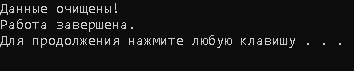 Данные очищены!
Работа завершена.
Для продолжения нажмите любую клавишу . . .